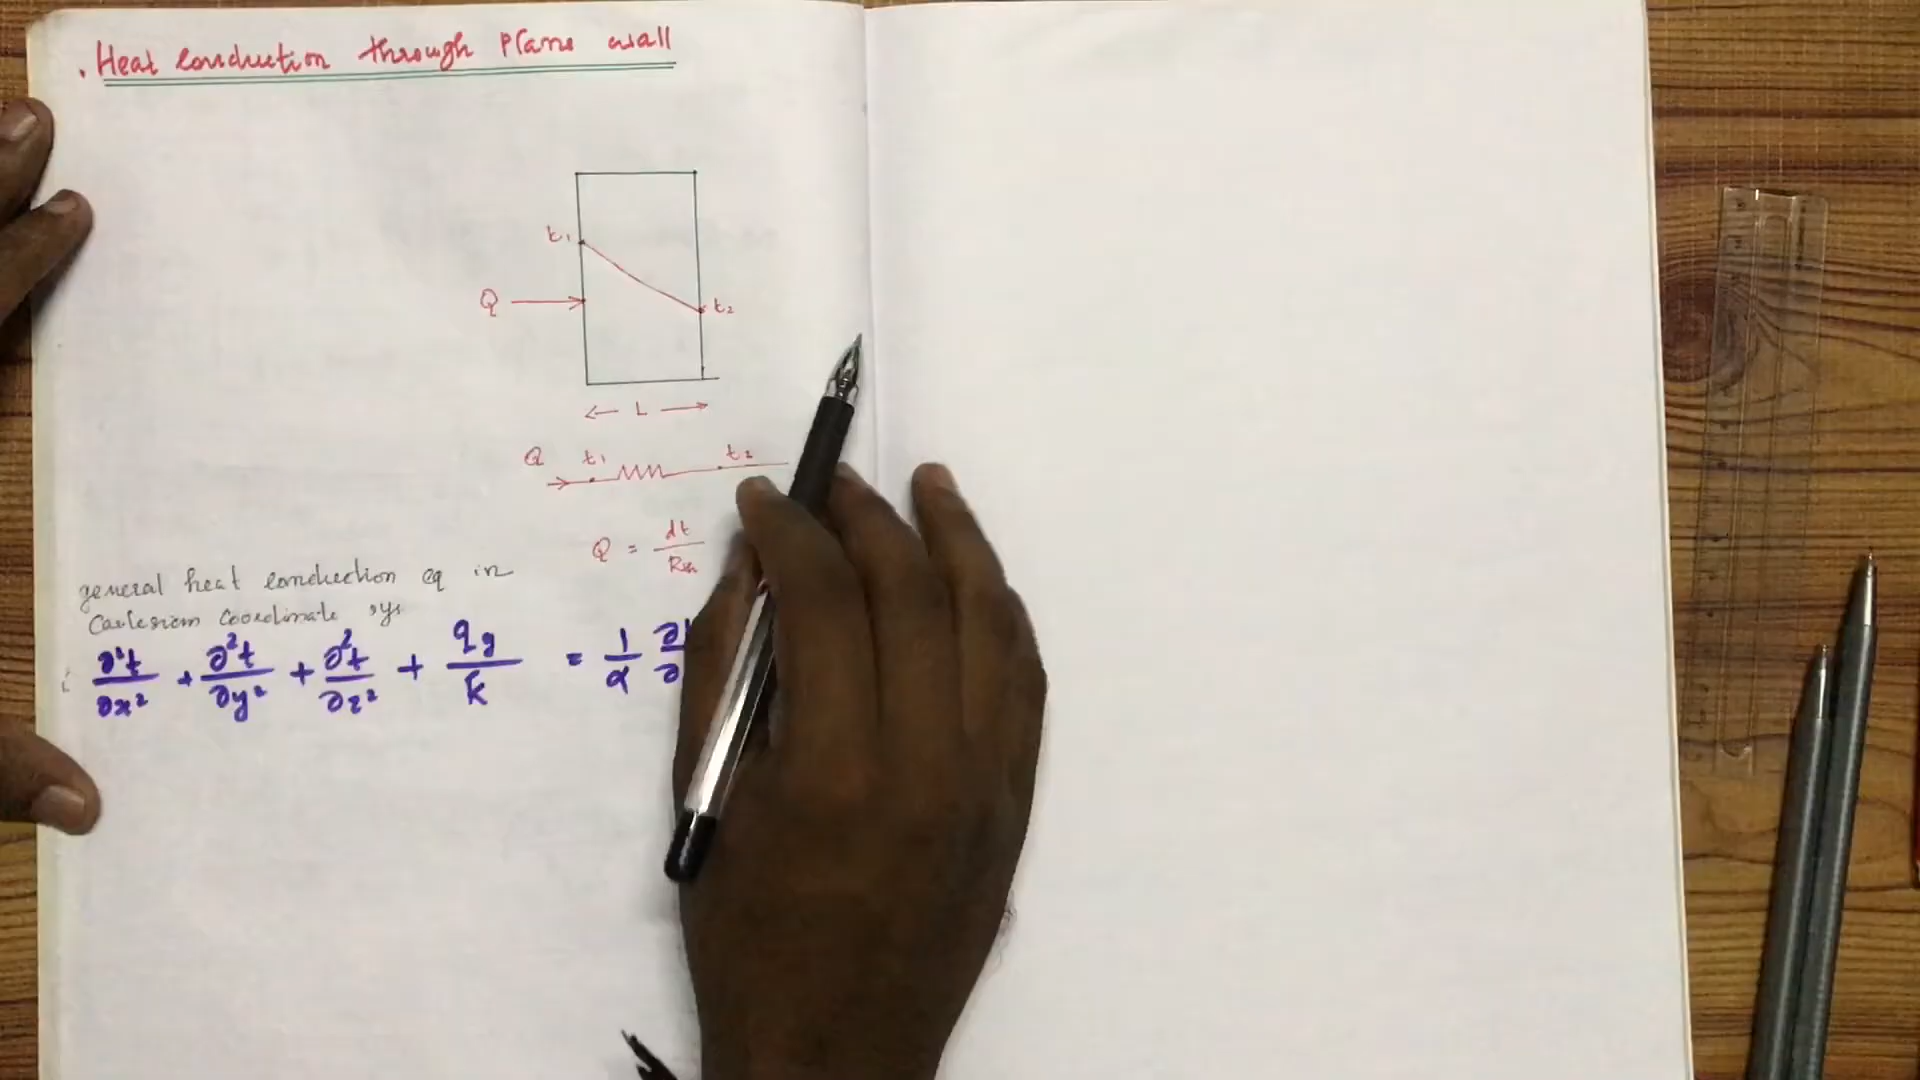 . Heat conduction through Plane wall
t₁
Q
t₂
L
Q t₁ t₂
Q = dt / Rth
general heat conduction eq in
Cartesian Coordinate sys
∂²t/∂x² + ∂²t/∂y² + ∂²t/∂z² + qg/k = 1/α ∂